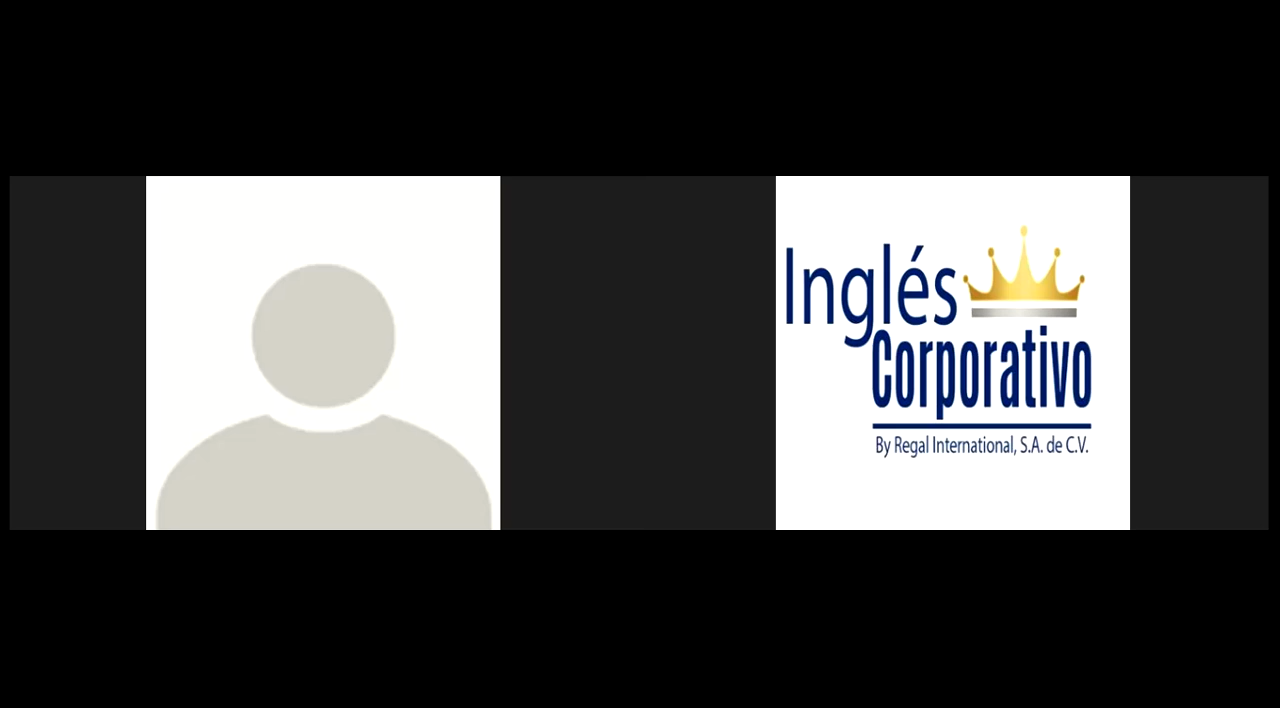 Inglés
Corporativo
By Regal International, S.A. de C.V.